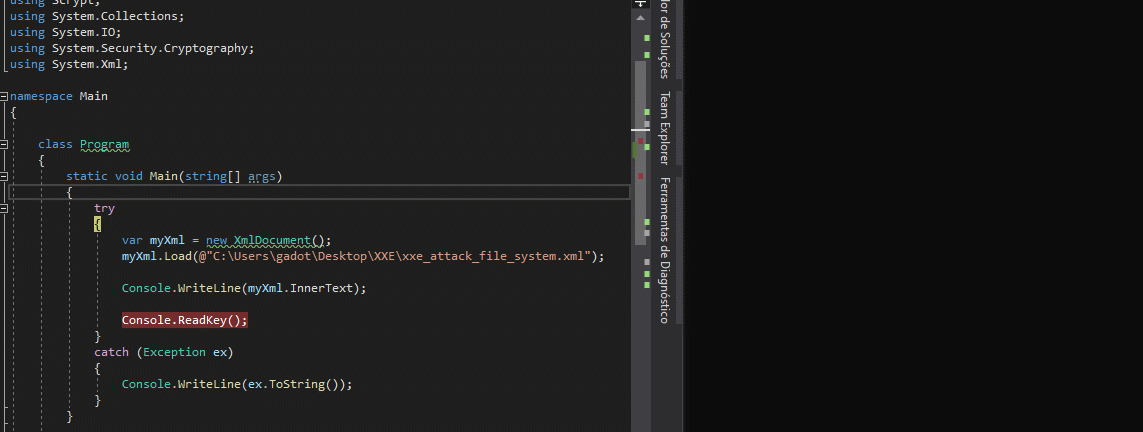 using Scrypt;
using System.Collections;
using System.IO;
using System.Security.Cryptography;
using System.Xml;
namespace Main
{
class Program
{
static void Main(string[] args)
{
try
{
var myXml = new XmlDocument();
myXml.Load(@"C:\Users\gadot\Desktop\XXE\xxe_attack_file_system.xml");
Console.WriteLine(myXml.InnerText);
Console.ReadKey();
}
catch (Exception ex)
{
Console.WriteLine(ex.ToString());
}
}
dor de Soluções
Team Explorer
Ferramentas de Diagnóstico